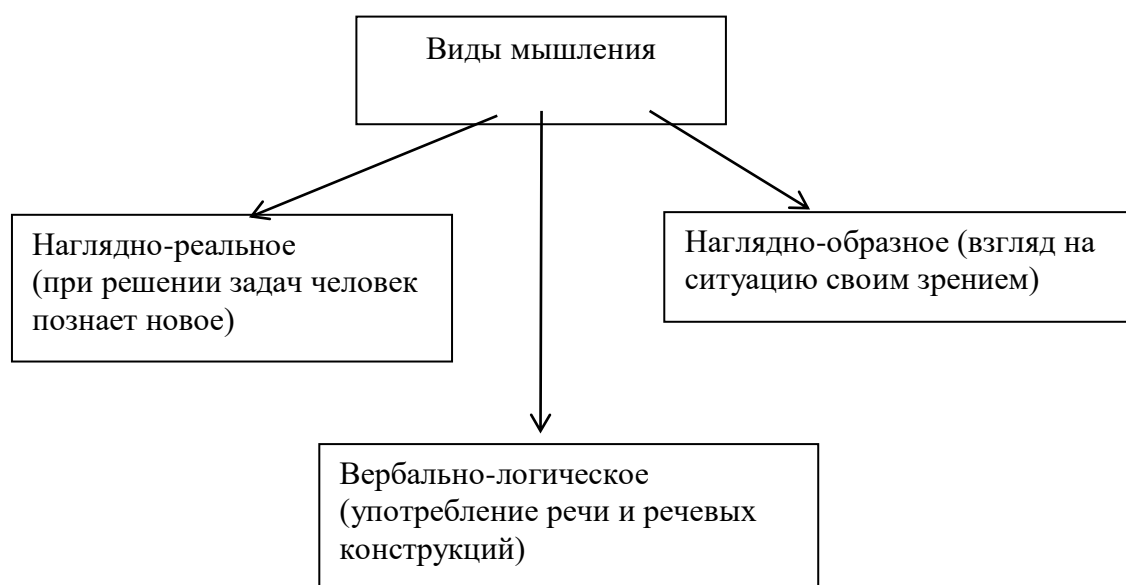 Виды мышления
Наглядно-реальное
(при решении задач человек
познает новое)
Наглядно-образное (взгляд на
ситуацию своим зрением)
Вербально-логическое
(употребление речи и речевых
конструкций)